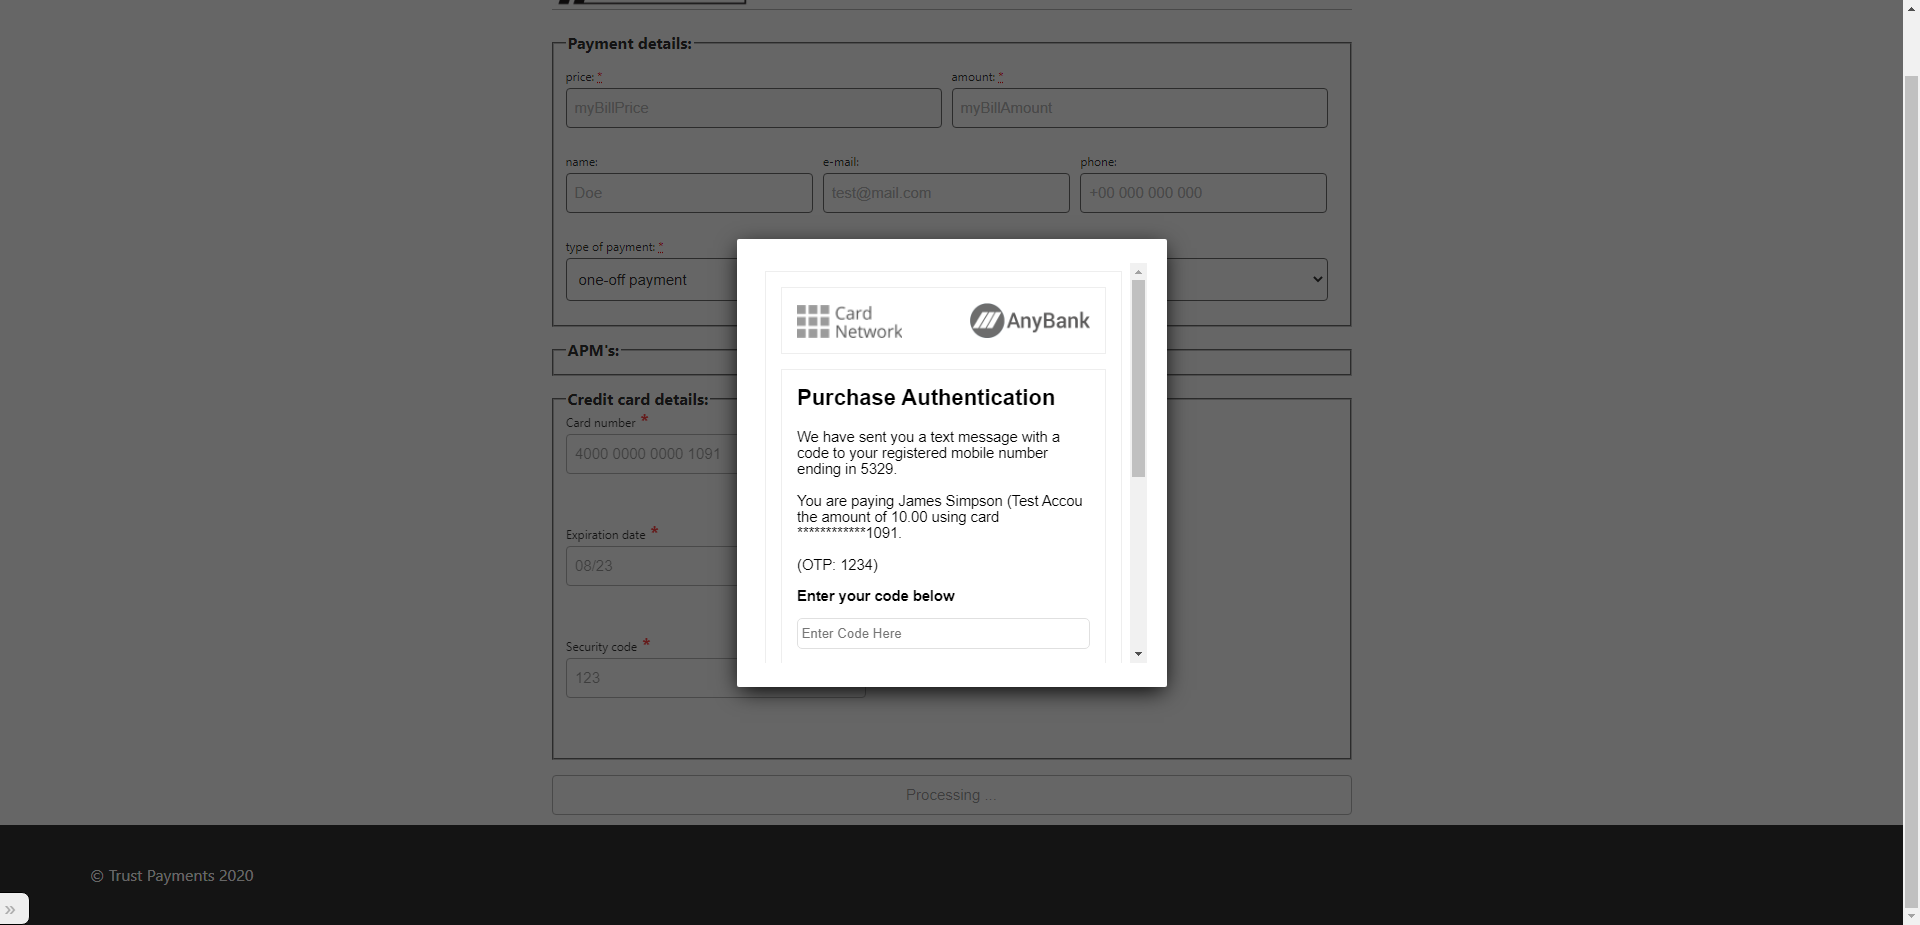 Payment details:
price: *
amount: *
myBillPrice
myBillAmount
name:
e-mail:
phone:
Doe
test@mail.com
+00 000 000 000
type of payment: *
one-off payment
APM's:
Credit card details:
Card number *
4000 0000 0000 1091
Expiration date *
08/23
Security code *
123
Card
Network
AnyBank
Purchase Authentication
We have sent you a text message with a
code to your registered mobile number
ending in 5329.
You are paying James Simpson (Test Accou
the amount of 10.00 using card
************1091.
(OTP: 1234)
Enter your code below
Enter Code Here
Processing ...
© Trust Payments 2020
»